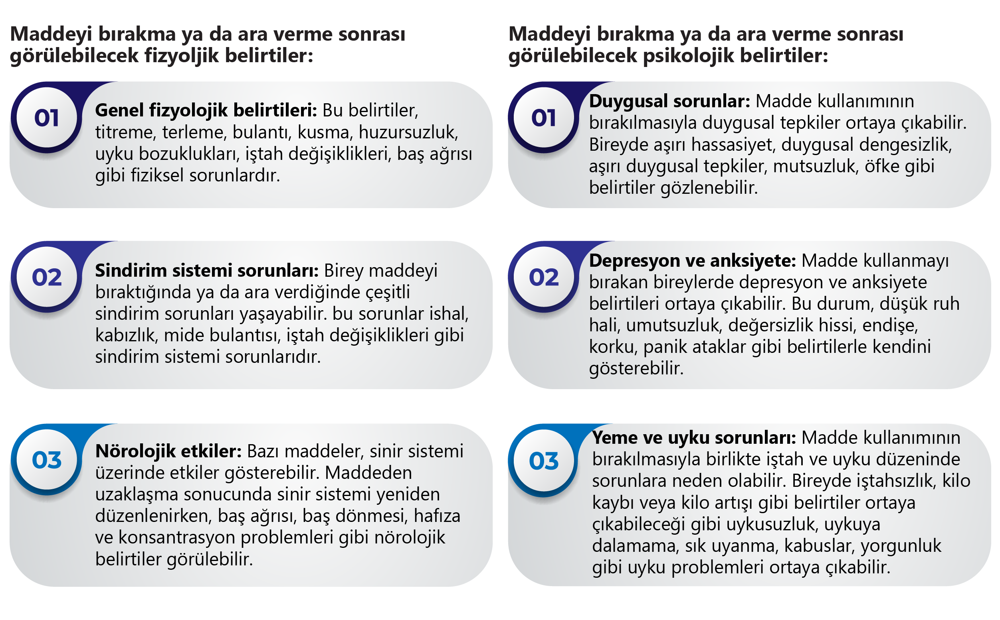 Maddeyi bırakma ya da ara verme sonrası
görülebilecek fizyoljik belirtiler:
01
Genel fizyolojik belirtileri: Bu belirtiler,
titreme, terleme, bulantı, kusma, huzursuzluk,
uyku bozuklukları, iştah değişiklikleri, baş ağrısı
gibi fiziksel sorunlardır.
02
Sindirim sistemi sorunları: Birey maddeyi
bıraktığında ya da ara verdiğinde çeşitli
sindirim sorunları yaşayabilir. bu sorunlar ishal,
kabızlık, mide bulantısı, iştah değişiklikleri gibi
sindirim sistemi sorunlarıdır.
03
Nörolojik etkiler: Bazı maddeler, sinir sistemi
üzerinde etkiler gösterebilir. Maddeden
uzaklaşma sonucunda sinir sistemi yeniden
düzenlenirken, baş ağrısı, baş dönmesi, hafıza
ve konsantrasyon problemleri gibi nörolojik
belirtiler görülebilir.
Maddeyi bırakma ya da ara verme sonrası
görülebilecek psikolojik belirtiler:
01
Duygusal sorunlar: Madde kullanımının
bırakılmasıyla duygusal tepkiler ortaya çıkabilir.
Bireyde aşırı hassasiyet, duygusal dengesizlik,
aşırı duygusal tepkiler, mutsuzluk, öfke gibi
belirtiler gözlenebilir.
02
Depresyon ve anksiyete: Madde kullanmayı
bırakan bireylerde depresyon ve anksiyete
belirtileri ortaya çıkabilir. Bu durum, düşük ruh
hali, umutsuzluk, değersizlik hissi, endişe,
korku, panik ataklar gibi belirtilerle kendini
gösterebilir.
03
Yeme ve uyku sorunları: Madde kullanımının
bırakılmasıyla birlikte iştah ve uyku düzeninde
sorunlara neden olabilir. Bireyde iştahsızlık, kilo
kaybı veya kilo artışı gibi belirtiler ortaya
çıkabileceği gibi uykusuzluk, uykuya
dalamama, sık uyanma, kabuslar, yorgunluk
gibi uyku problemleri ortaya çıkabilir.